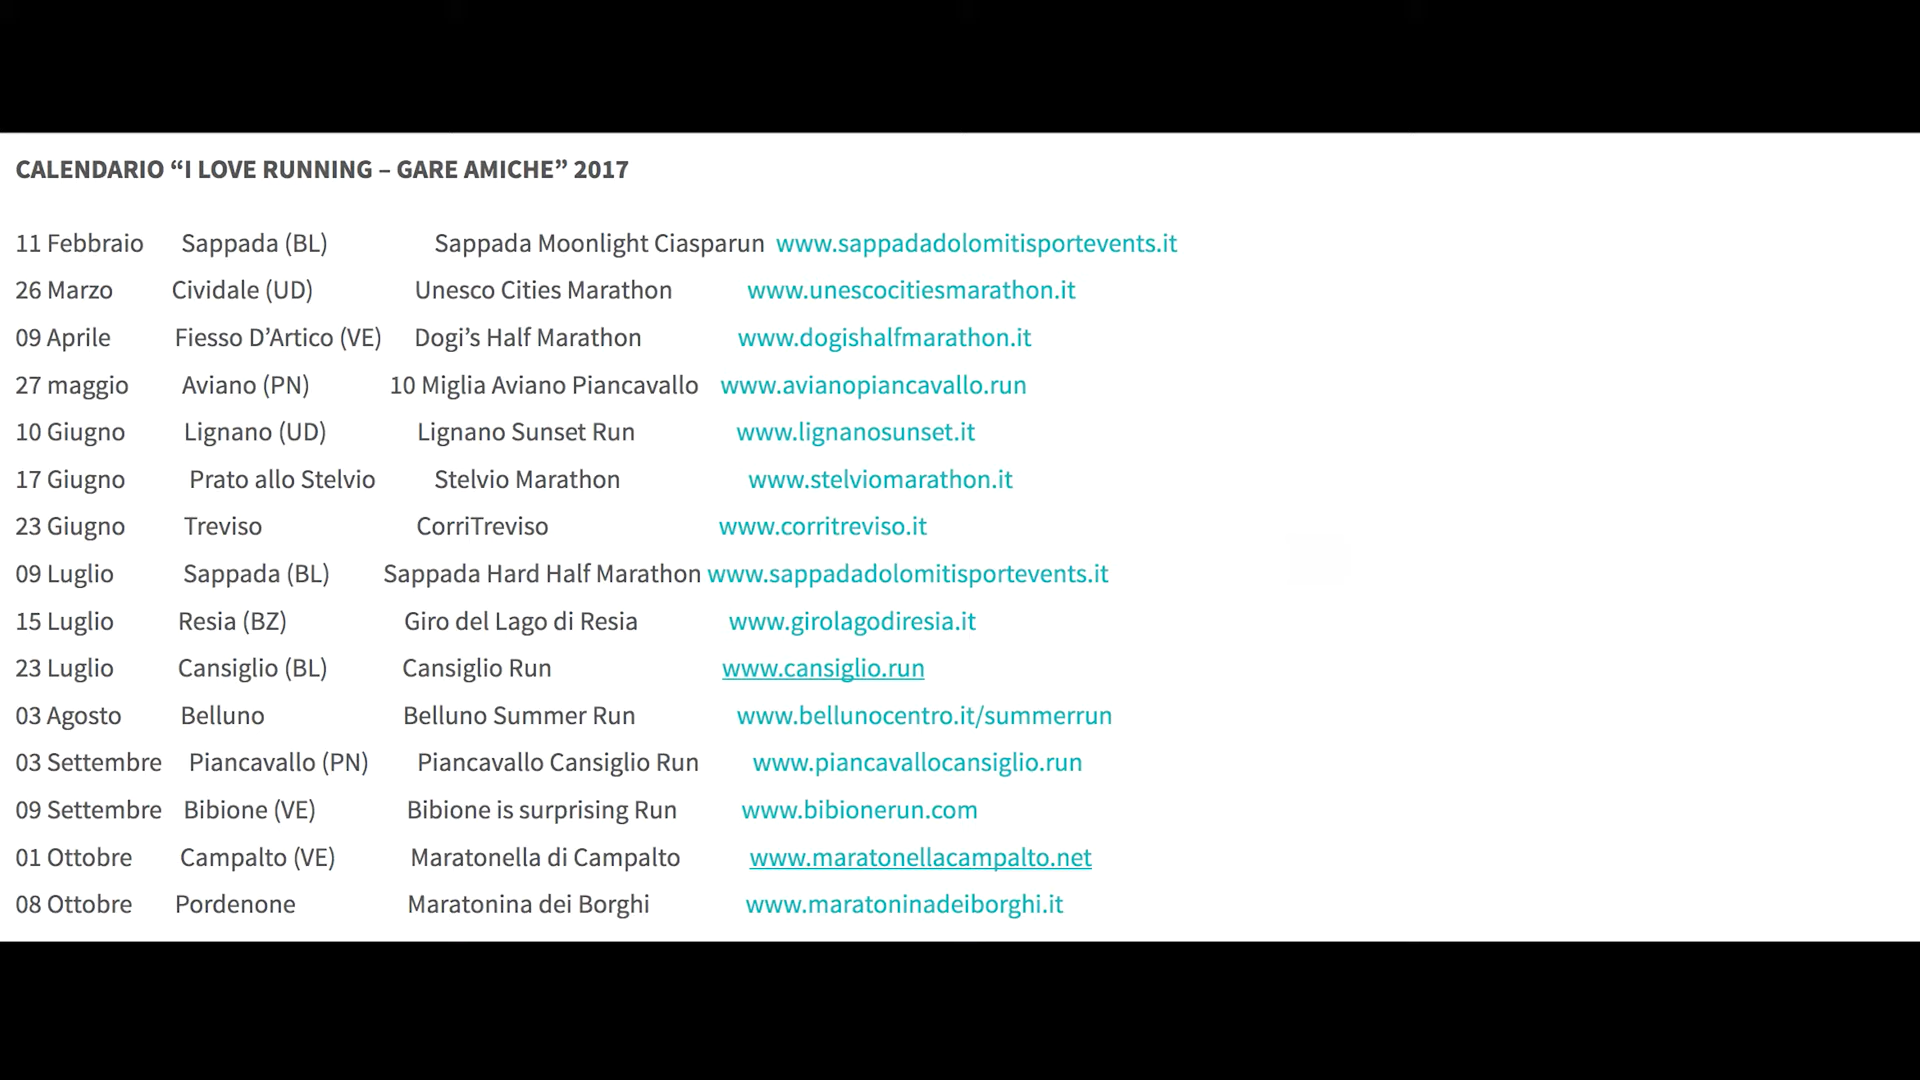 CALENDARIO “I LOVE RUNNING – GARE AMICHE” 2017
11 Febbraio Sappada (BL) Sappada Moonlight Ciasparun www.sappadadolomitisportevents.it
26 Marzo Cividale (UD) Unesco Cities Marathon www.unescocitiesmarathon.it
09 Aprile Fiesso D’Artico (VE) Dogi’s Half Marathon www.dogishalfmarathon.it
27 maggio Aviano (PN) 10 Miglia Aviano Piancavallo www.avianopiancavallo.run
10 Giugno Lignano (UD) Lignano Sunset Run www.lignanosunset.it
17 Giugno Prato allo Stelvio Stelvio Marathon www.stelviomarathon.it
23 Giugno Treviso CorriTreviso www.corritreviso.it
09 Luglio Sappada (BL) Sappada Hard Half Marathon www.sappadadolomitisportevents.it
15 Luglio Resia (BZ) Giro del Lago di Resia www.girolagodiresia.it
23 Luglio Cansiglio (BL) Cansiglio Run www.cansiglio.run
03 Agosto Belluno Belluno Summer Run www.bellunocentro.it/summerrun
03 Settembre Piancavallo (PN) Piancavallo Cansiglio Run www.piancavallocansiglio.run
09 Settembre Bibione (VE) Bibione is surprising Run www.bibionerun.com
01 Ottobre Campalto (VE) Maratonella di Campalto www.maratonellacampalto.net
08 Ottobre Pordenone Maratonina dei Borghi www.maratoninadeiborghi.it